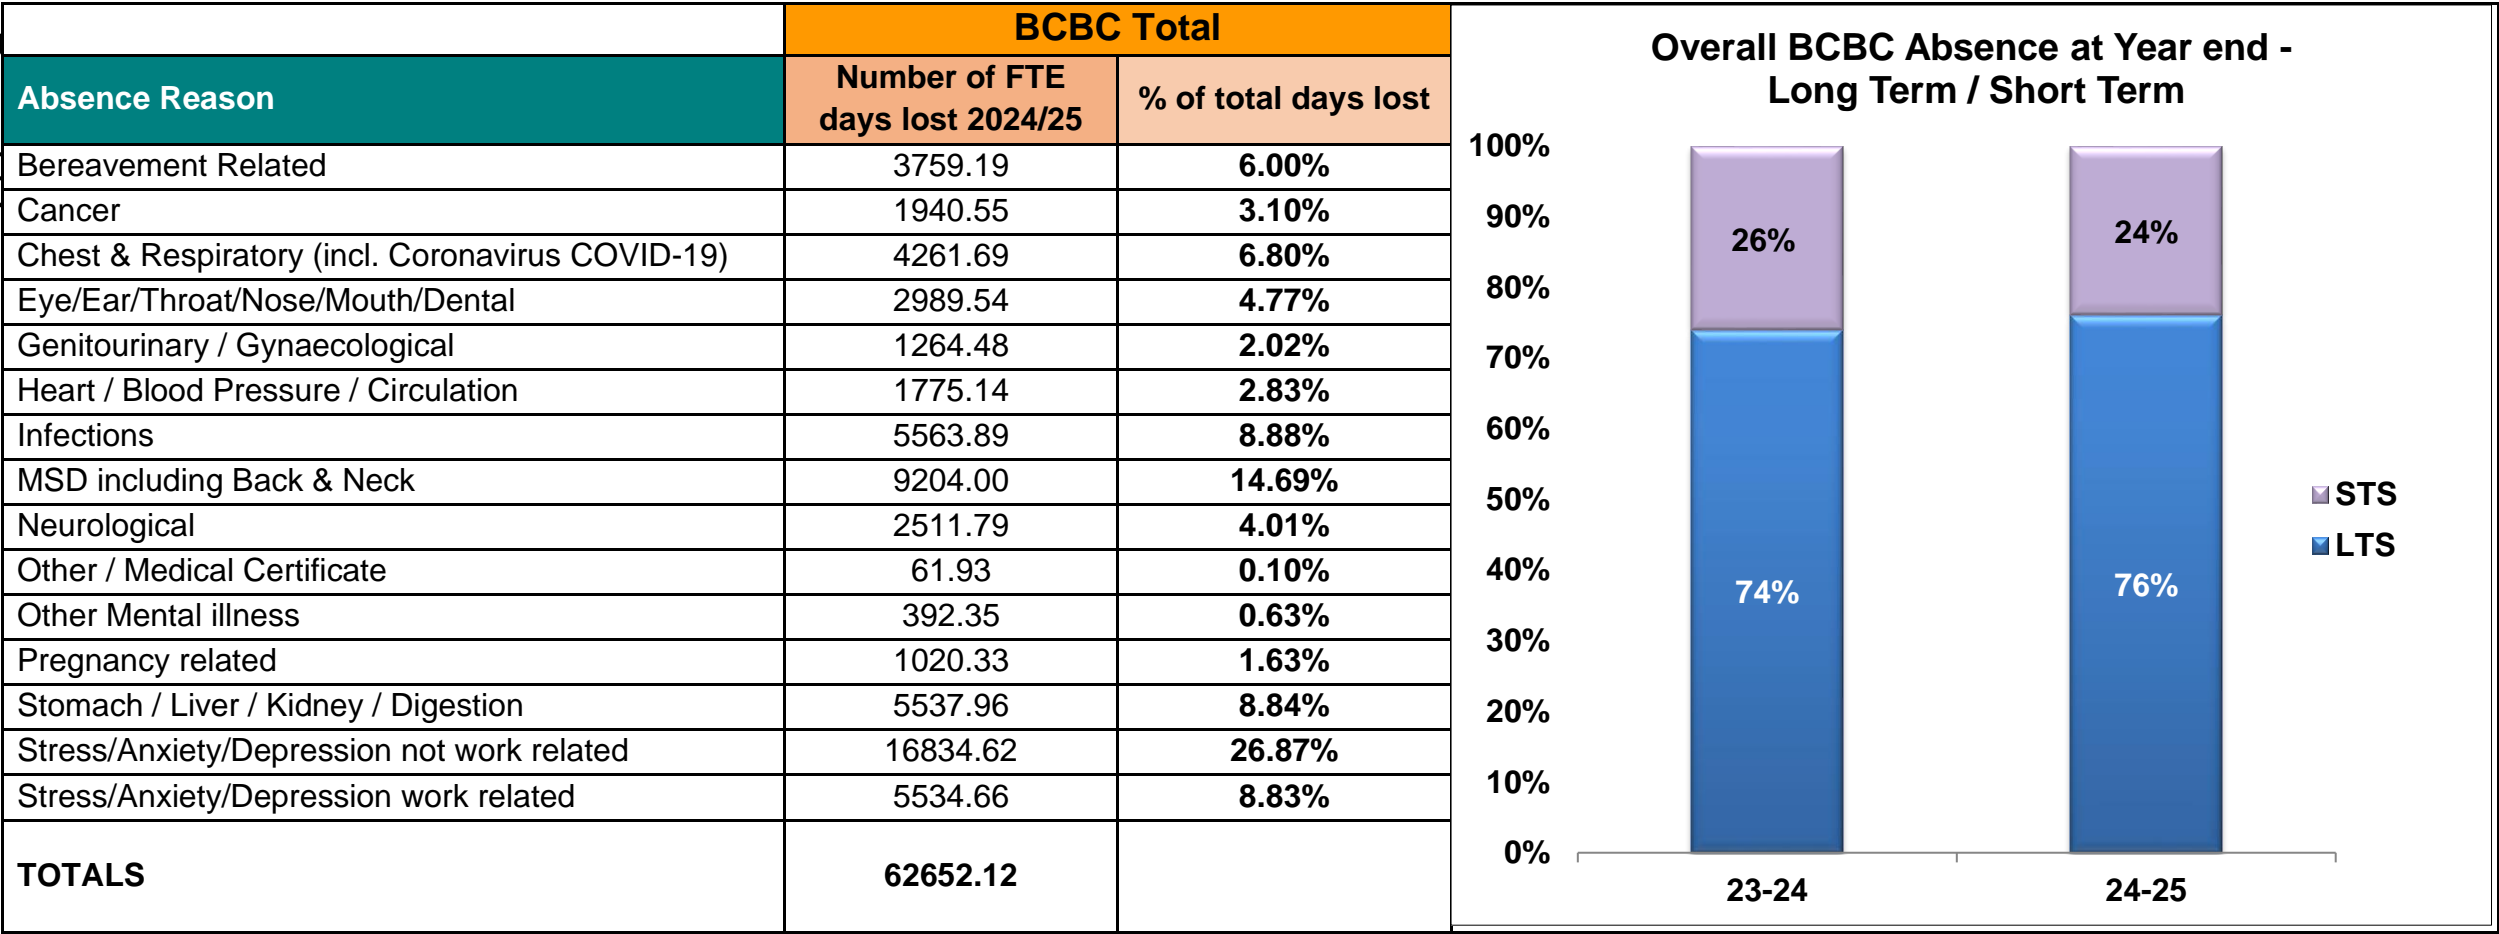 BCBC Total
Absence Reason
Number of FTE
days lost 2024/25
% of total days lost
Bereavement Related 3759.19 6.00%
Cancer 1940.55 3.10%
Chest & Respiratory (incl. Coronavirus COVID-19) 4261.69 6.80%
Eye/Ear/Throat/Nose/Mouth/Dental 2989.54 4.77%
Genitourinary / Gynaecological 1264.48 2.02%
Heart / Blood Pressure / Circulation 1775.14 2.83%
Infections 5563.89 8.88%
MSD including Back & Neck 9204.00 14.69%
Neurological 2511.79 4.01%
Other / Medical Certificate 61.93 0.10%
Other Mental illness 392.35 0.63%
Pregnancy related 1020.33 1.63%
Stomach / Liver / Kidney / Digestion 5537.96 8.84%
Stress/Anxiety/Depression not work related 16834.62 26.87%
Stress/Anxiety/Depression work related 5534.66 8.83%
TOTALS 62652.12
Overall BCBC Absence at Year end -
Long Term / Short Term
100%
90%
80%
70%
60%
50%
40%
30%
20%
10%
0%
26% 24%
74% 76%
23-24 24-25
STS
LTS